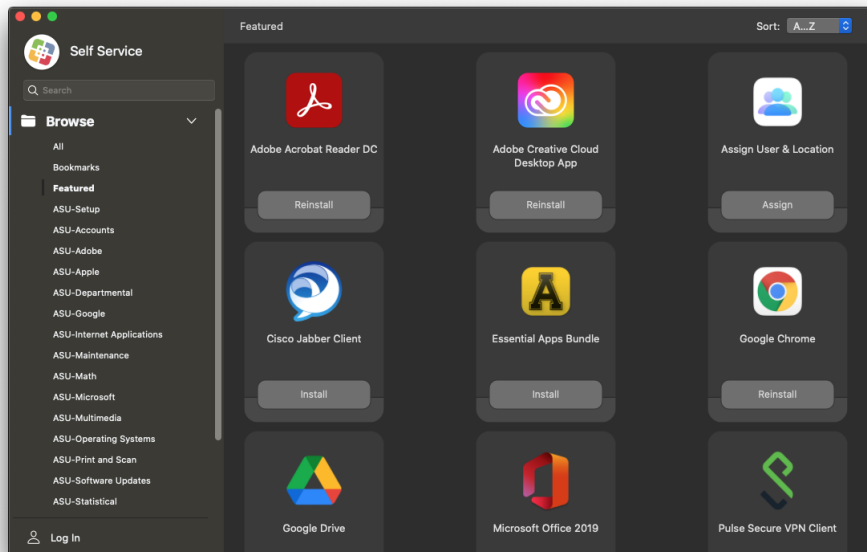 Self Service
Search
Browse
All
Bookmarks
Featured
ASU-Setup
ASU-Accounts
ASU-Adobe
ASU-Apple
ASU-Departmental
ASU-Google
ASU-Internet Applications
ASU-Maintenance
ASU-Math
ASU-Microsoft
ASU-Multimedia
ASU-Operating Systems
ASU-Print and Scan
ASU-Software Updates
ASU-Statistical
Log In
Featured
Sort: A...Z
Adobe Acrobat Reader DC
Reinstall
Adobe Creative Cloud
Desktop App
Reinstall
Assign User & Location
Assign
Cisco Jabber Client
Install
A
Essential Apps Bundle
Install
Google Chrome
Reinstall
Google Drive
Microsoft Office 2019
Pulse Secure VPN Client